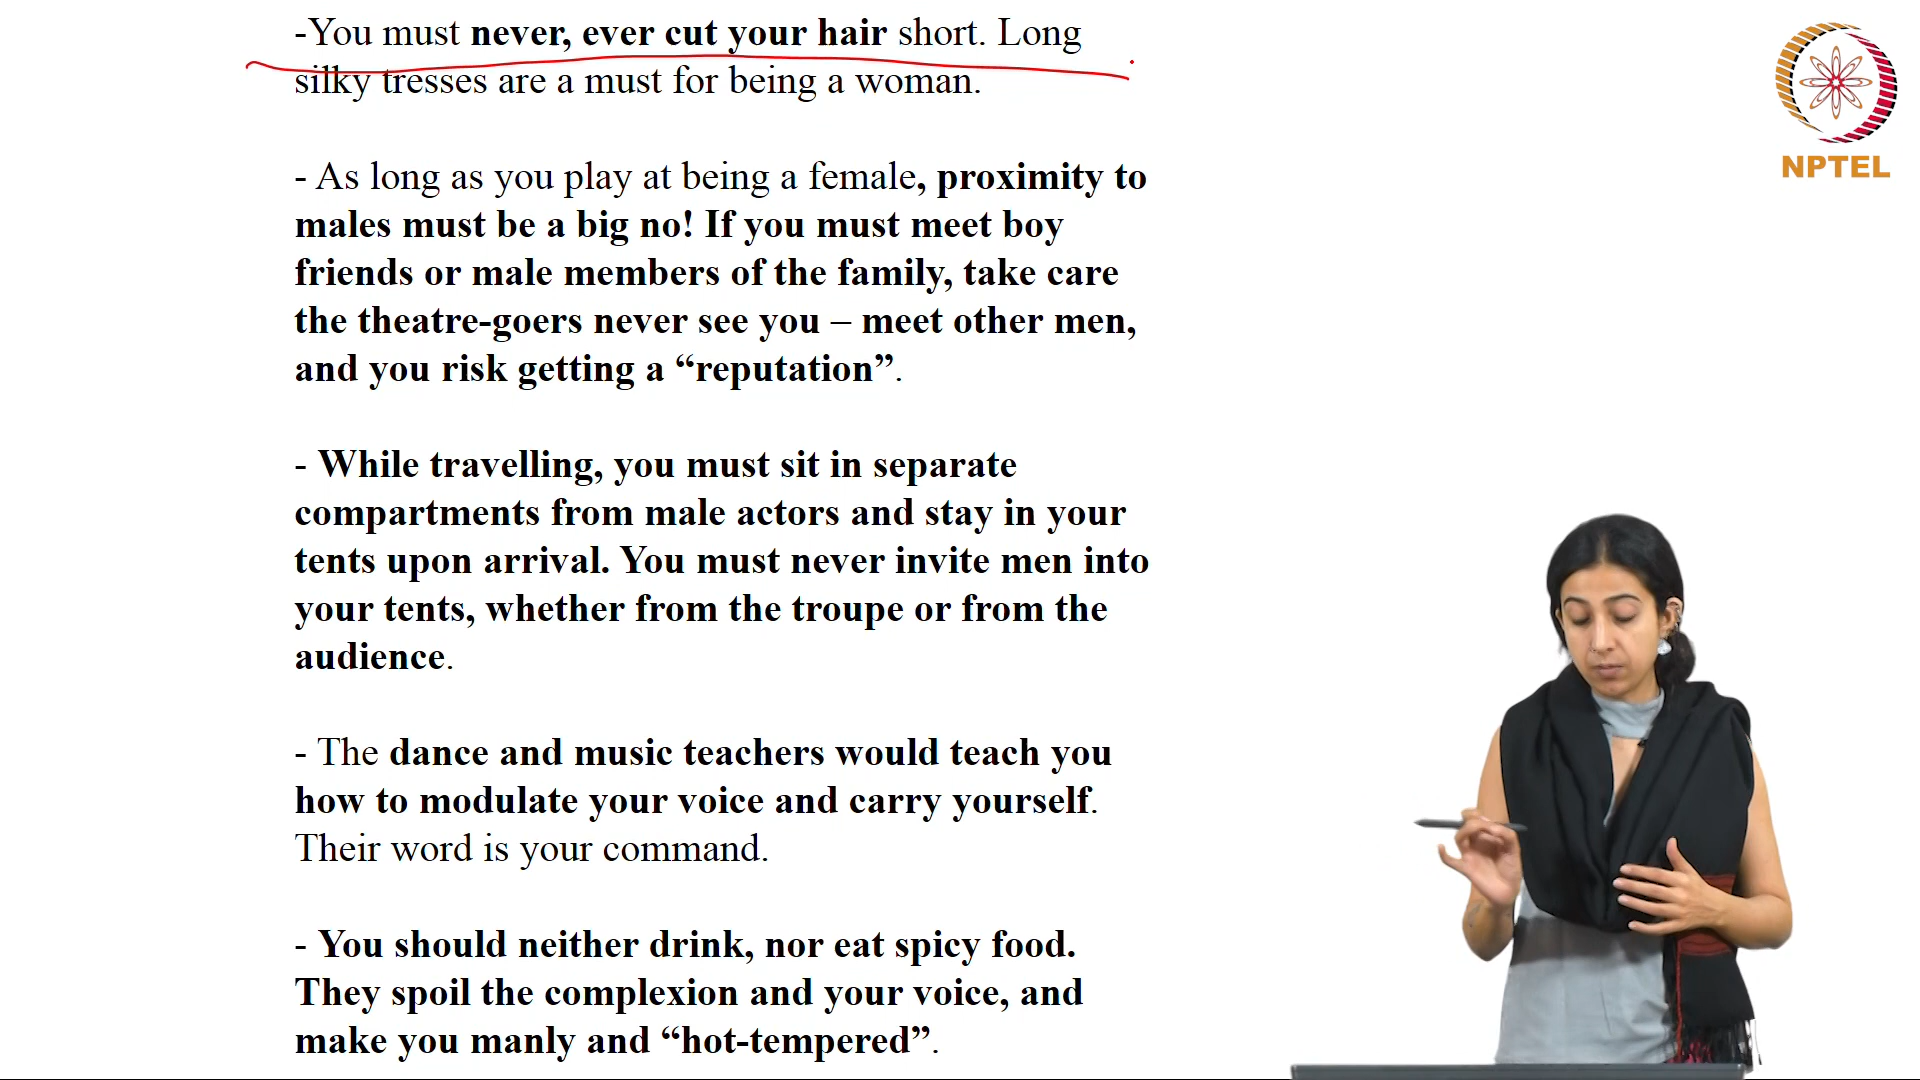 -You must never, ever cut your hair short. Long
silky tresses are a must for being a woman.
- As long as you play at being a female, proximity to
males must be a big no! If you must meet boy
friends or male members of the family, take care
the theatre-goers never see you – meet other men,
and you risk getting a “reputation”.
- While travelling, you must sit in separate
compartments from male actors and stay in your
tents upon arrival. You must never invite men into
your tents, whether from the troupe or from the
audience.
- The dance and music teachers would teach you
how to modulate your voice and carry yourself.
Their word is your command.
- You should neither drink, nor eat spicy food.
They spoil the complexion and your voice, and
make you manly and “hot-tempered”.
NPTEL